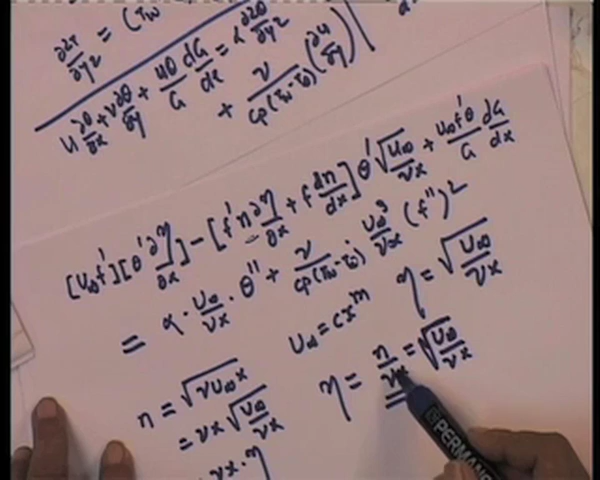 ∂²T/∂y² = (Tw
u ∂θ/∂x + v ∂θ/∂y + uθ/G dG/dx = α ∂²θ/∂y²
+ ν/(cp(Tw-T∞)) (∂u/∂y)
[u∞f'][θ' ∂η/∂x] - [f'n ∂η/∂x + f dn/dx] θ' √(u∞/νx) + u∞f'θ/G dG/dx
= α · u∞/νx · θ'' + ν/(cp(Tw-T∞)) · u∞³/νx (f'')²
u∞ = cx^m η = √(u∞/νx)
n = √(νu∞x) η = n/νx = √(u∞/νx)
= νx √(u∞/νx)
νx · η